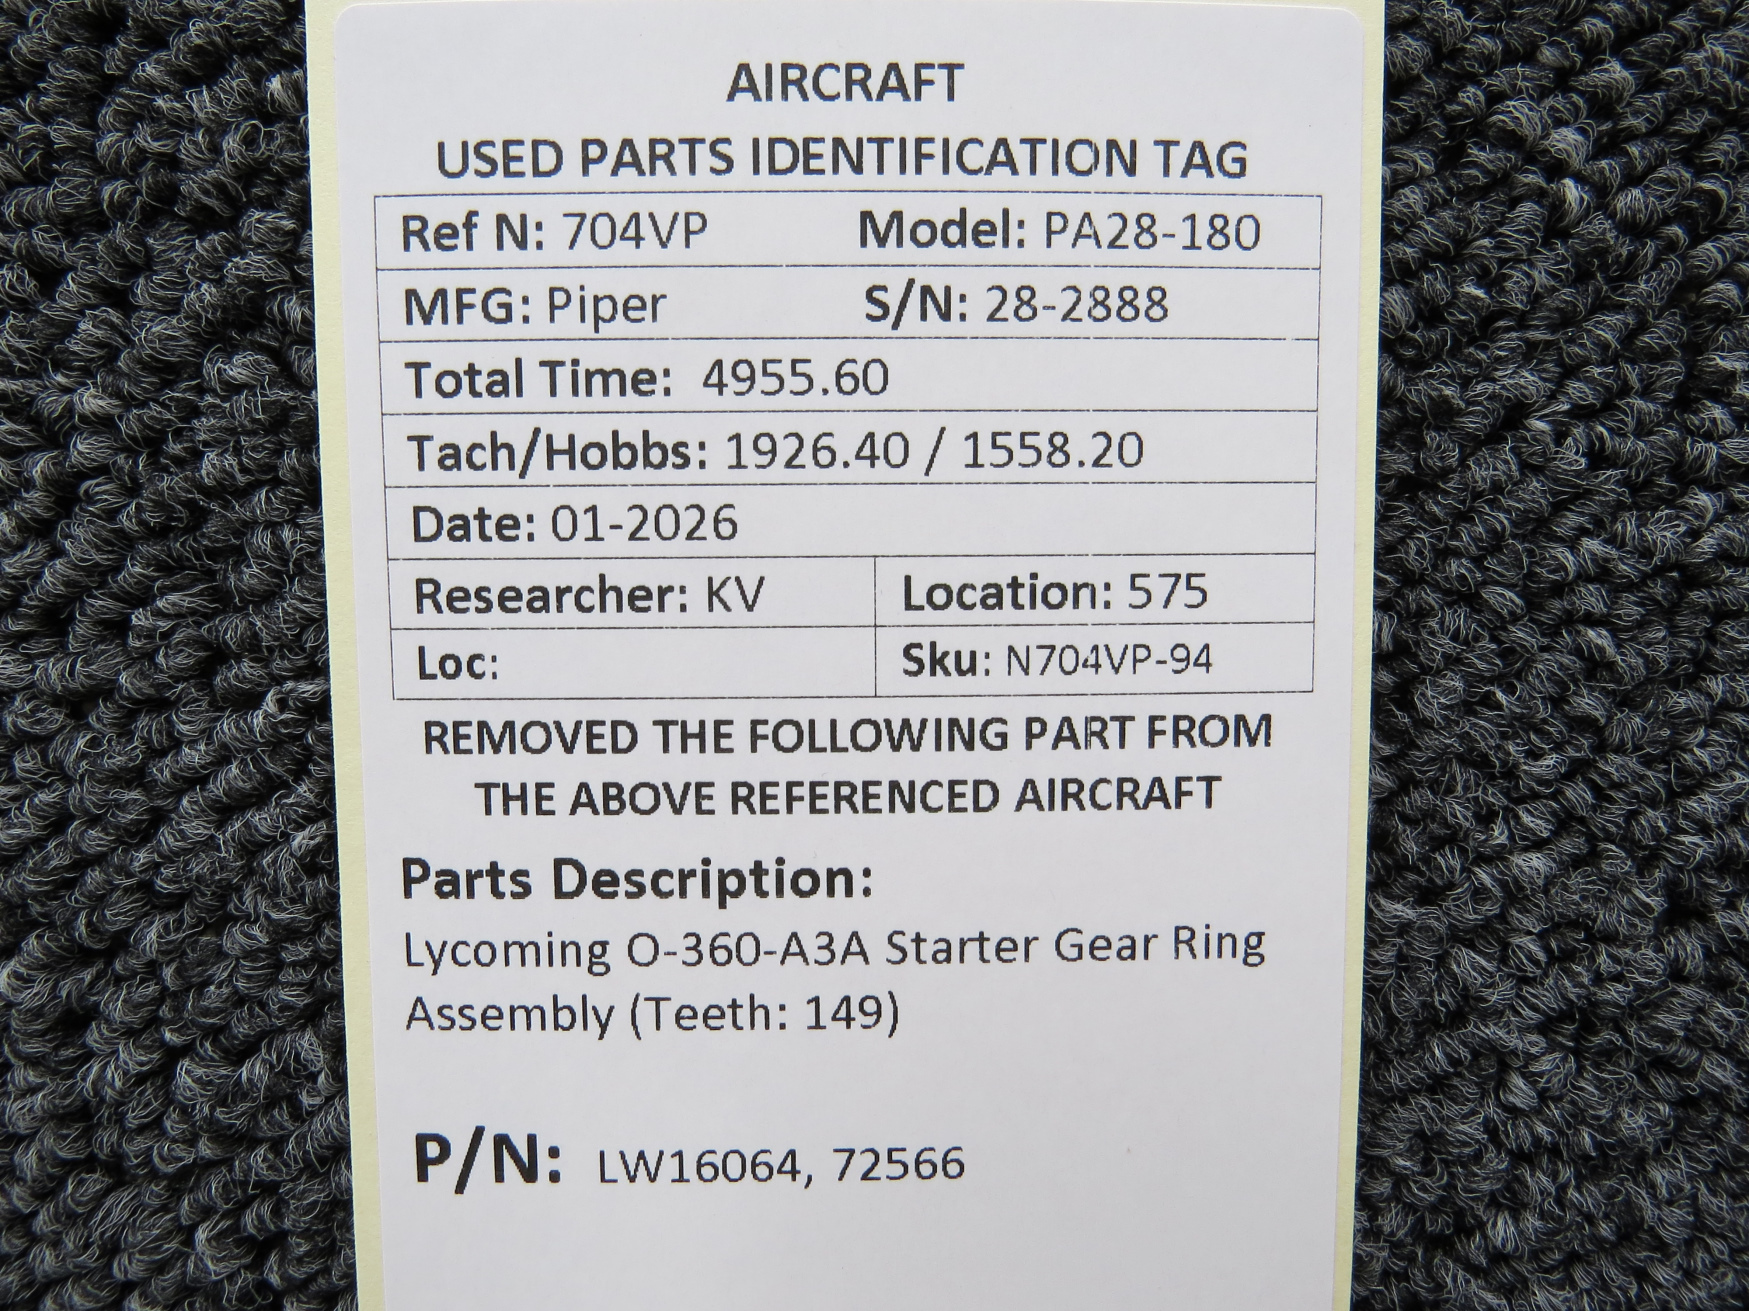 AIRCRAFT
USED PARTS IDENTIFICATION TAG
Ref N: 704VP Model: PA28-180
MFG: Piper S/N: 28-2888
Total Time: 4955.60
Tach/Hobbs: 1926.40 / 1558.20
Date: 01-2026
Researcher: KV Location: 575
Loc: Sku: N704VP-94
REMOVED THE FOLLOWING PART FROM
THE ABOVE REFERENCED AIRCRAFT
Parts Description:
Lycoming O-360-A3A Starter Gear Ring
Assembly (Teeth: 149)
P/N: LW16064, 72566